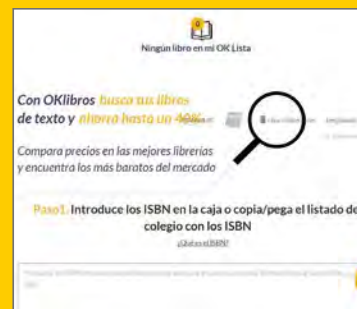 0
Ningún libro en mi OK Lista
Con OKlibros busca tus libros
de texto y ahorra hasta un 40%
Compara precios en las mejores librerías
y encuentra los más baratos del mercado
Paso1. Introduce los ISBN en la caja o copia/pega el listado de
colegio con los ISBN
¿Qué es el ISBN?